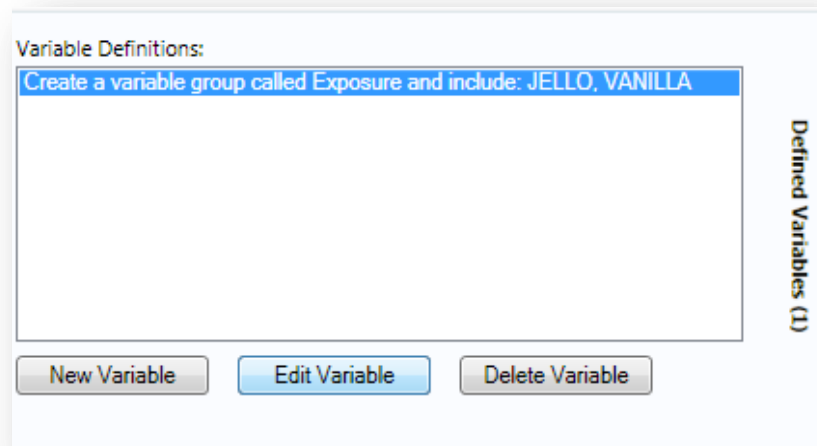 Variable Definitions:
Create a variable group called Exposure and include: JELLO, VANILLA
Defined Variables (1)
New Variable
Edit Variable
Delete Variable